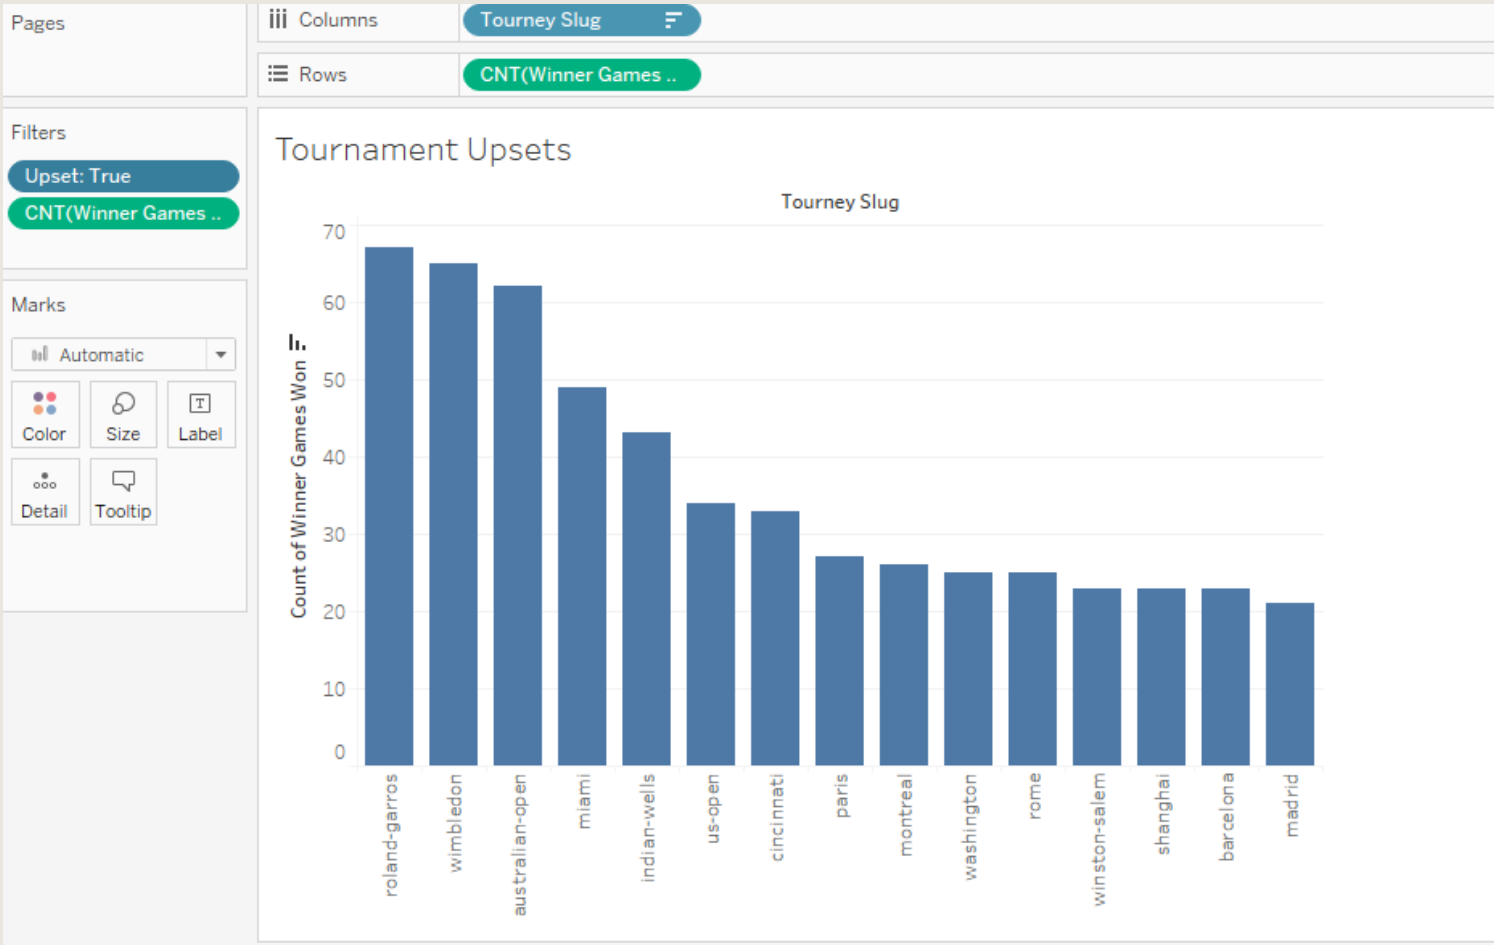 Pages
Columns
Tourney Slug
Rows
CNT(Winner Games ..
Filters
Upset: True
CNT(Winner Games ..
Marks
Automatic
Color
Size
Label
Detail
Tooltip
Tournament Upsets
Tourney Slug
Count of Winner Games Won
70
60
50
40
30
20
10
0
roland-garros
wimbledon
australian-open
miami
indian-wells
us-open
cincinnati
paris
montreal
washington
rome
winston-salem
shanghai
barcelona
madrid